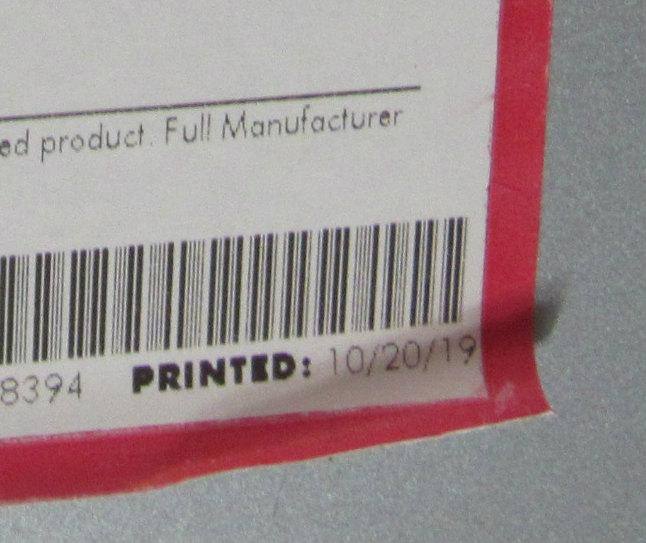 ed product. Full Manufacturer
8394 PRINTED: 10/20/19